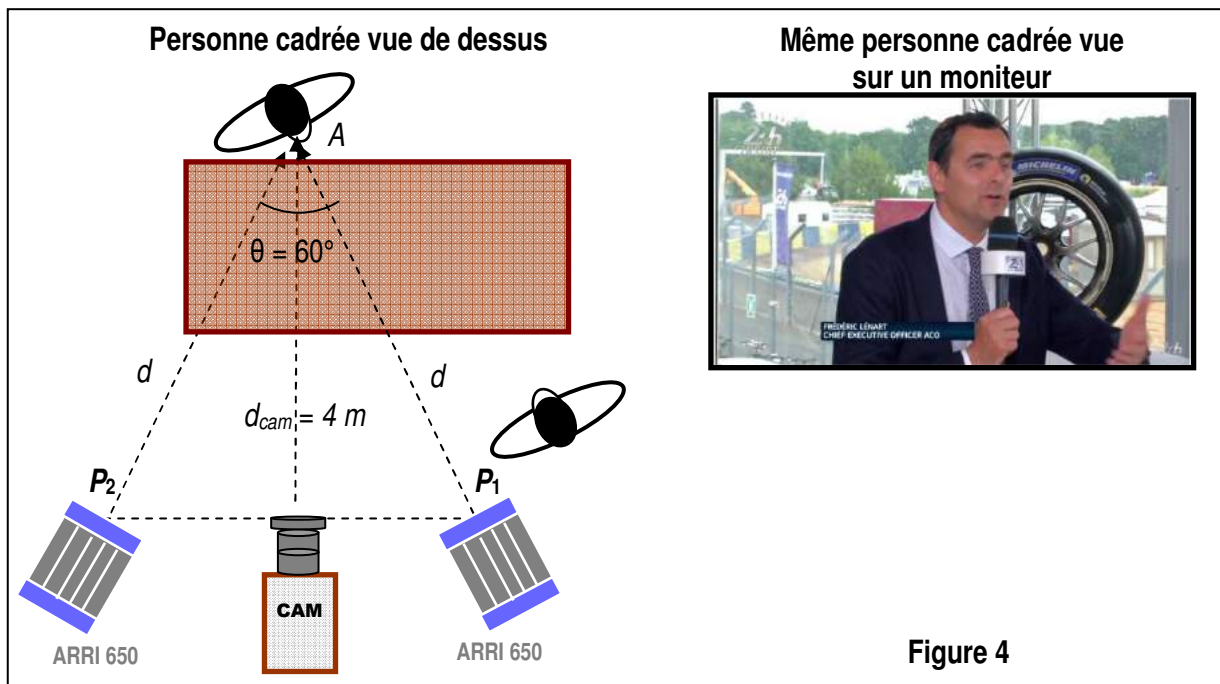 Personne cadrée vue de dessus
A
θ = 60°
d
d
dcam = 4 m
P2
P1
CAM
ARRI 650
ARRI 650
Même personne cadrée vue
sur un moniteur
24h
MICHELIN
FRÉDÉRIC LÉNART
CHIEF EXECUTIVE OFFICER ACO
Figure 4